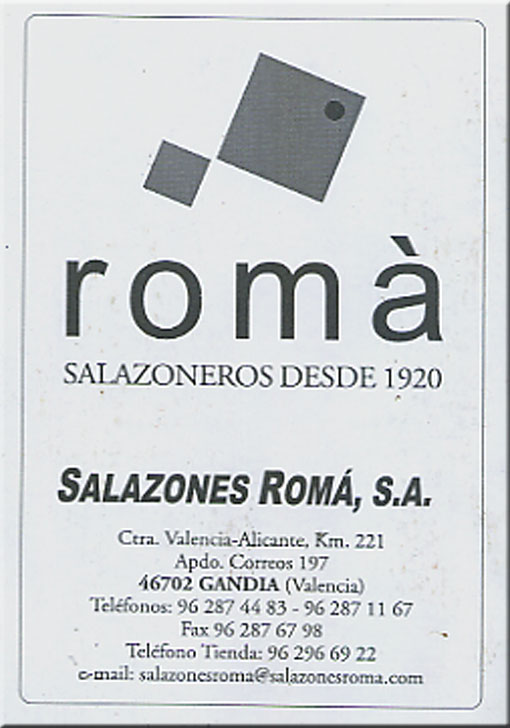 romà
SALAZONEROS DESDE 1920
SALAZONES ROMÁ, S.A.
Ctra. Valencia-Alicante, Km. 221
Apdo. Correos 197
46702 GANDIA (Valencia)
Teléfonos: 96 287 44 83 - 96 287 11 67
Fax 96 287 67 98
Teléfono Tienda: 96 296 69 22
e-mail: salazonesroma@salazonesroma.com